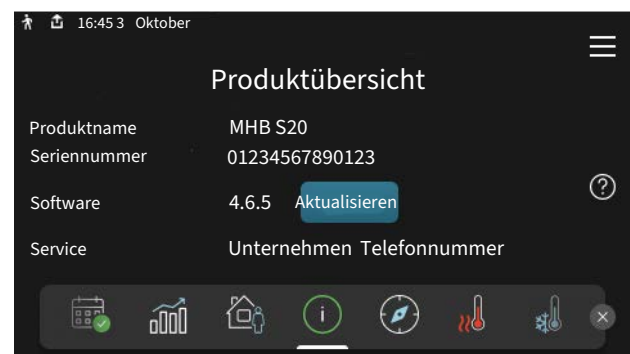 16:45 3 Oktober
Produktübersicht
Produktname MHB S20
Seriennummer 01234567890123
Software 4.6.5 Aktualisieren
Service Unternehmen Telefonnummer